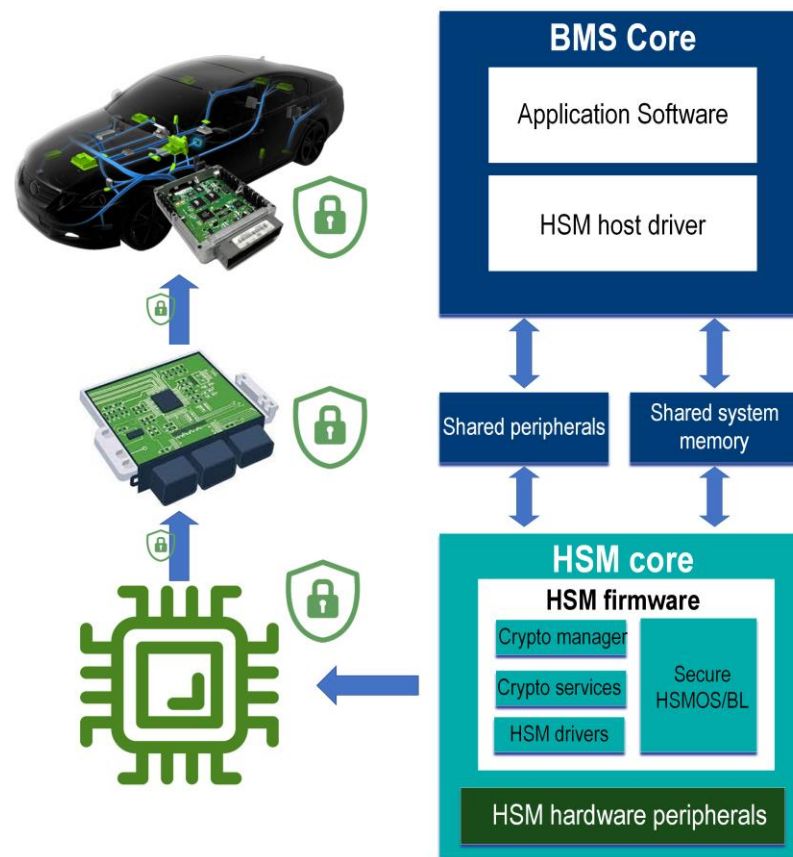 BMS Core
Application Software
HSM host driver
Shared peripherals
Shared system
memory
HSM core
HSM firmware
Crypto manager
Crypto services
HSM drivers
Secure
HSMOS/BL
HSM hardware peripherals